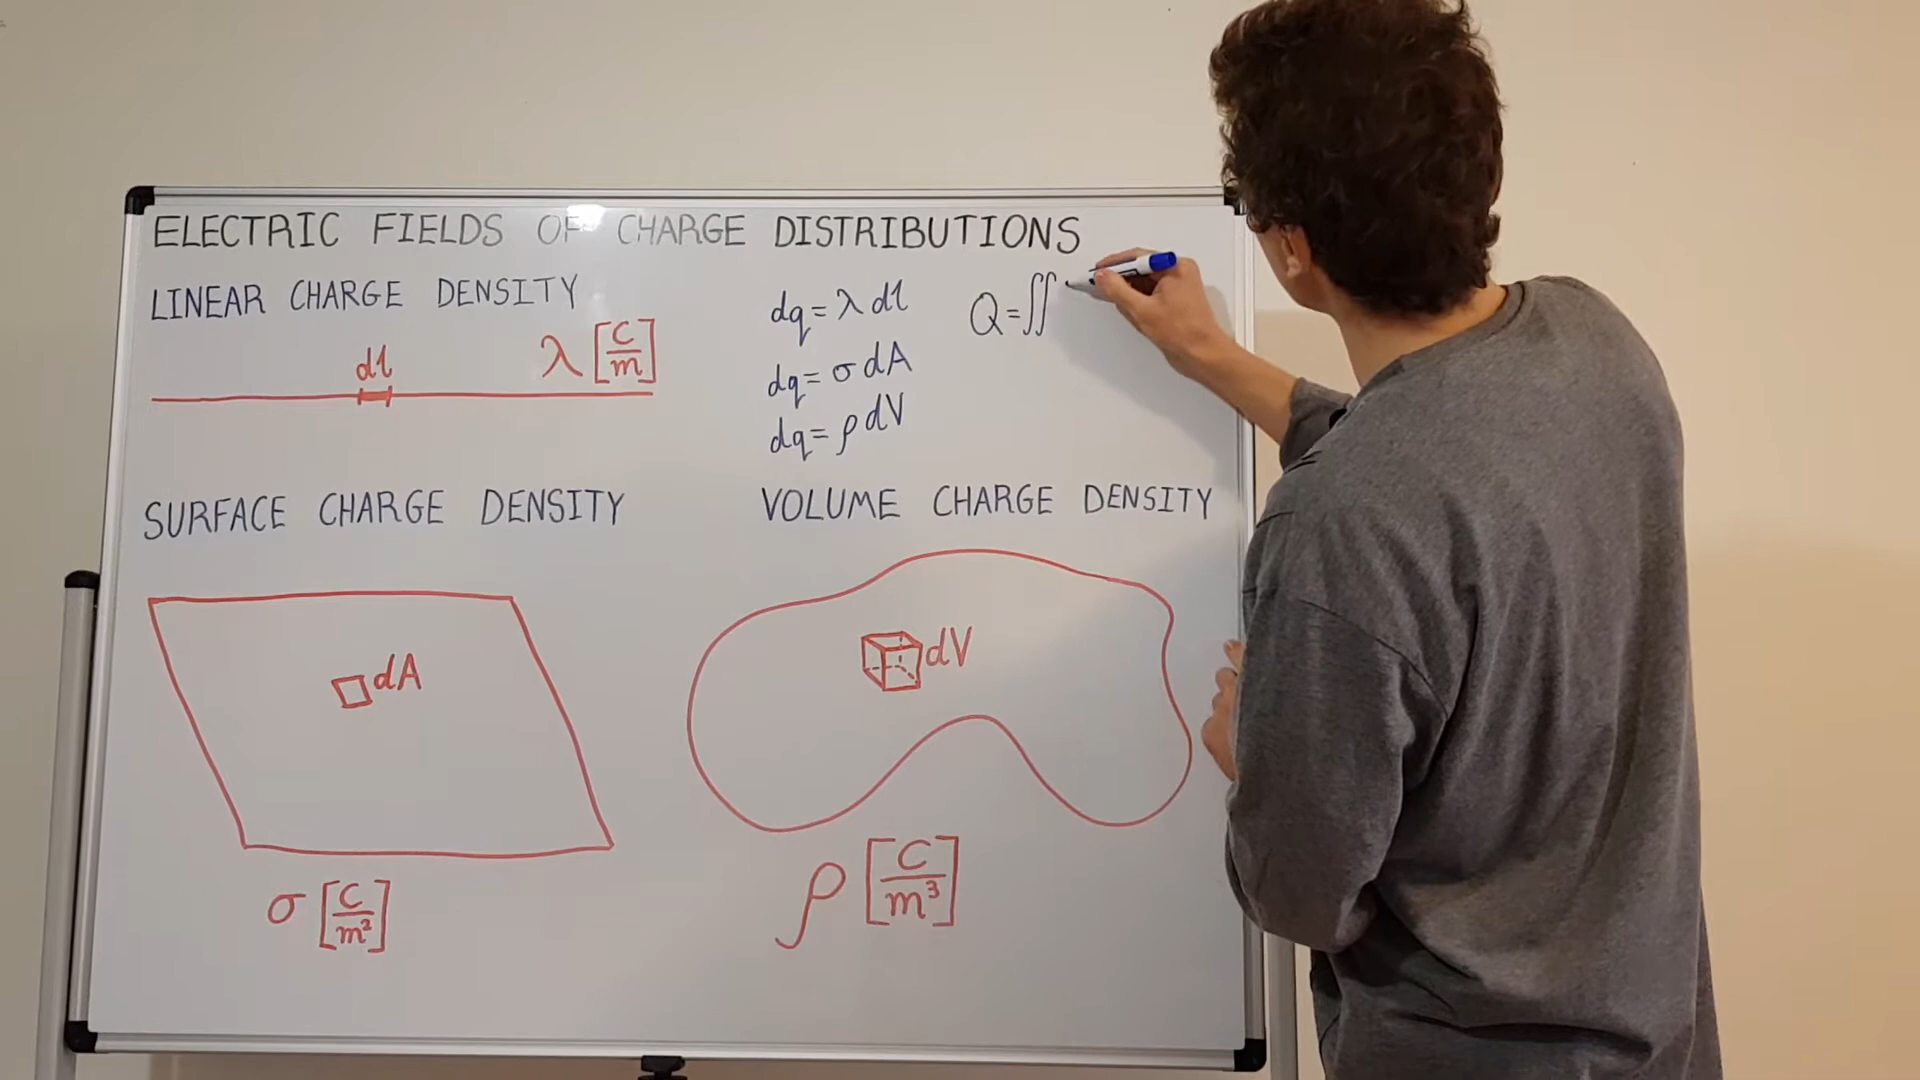 ELECTRIC FIELDS OF CHARGE DISTRIBUTIONS
LINEAR CHARGE DENSITY
dl
λ [C/m]
dq = λ dl
dq = σ dA
dq = ρ dV
Q = ∬
SURFACE CHARGE DENSITY
dA
σ [C/m²]
VOLUME CHARGE DENSITY
dV
ρ [C/m³]